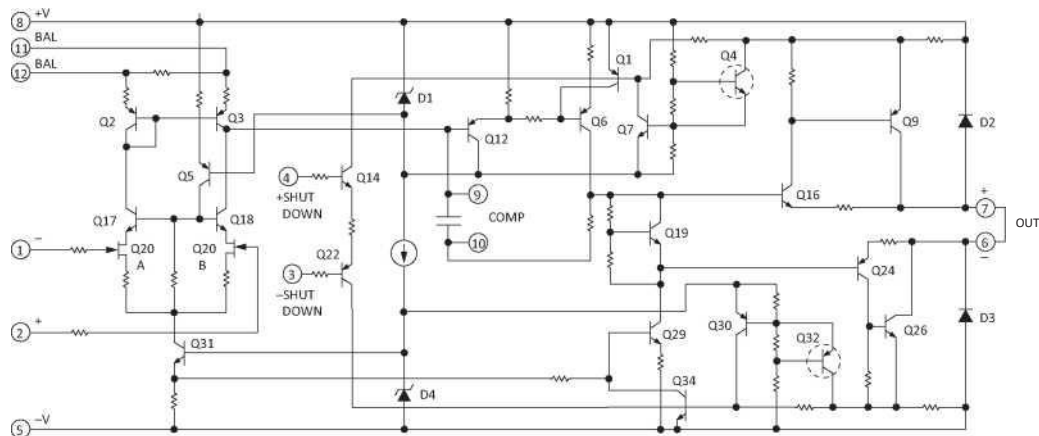 8 +V
11 BAL
12 BAL
Q1
Q4
D1
Q2
Q3
Q12
Q6
Q7
Q9
D2
Q5
4
+SHUT
DOWN
Q14
9
COMP
10
Q16
+
7
OUT
6
−
Q17
Q18
Q19
1 −
Q20
A
Q20
B
Q22
3
−SHUT
DOWN
Q24
2 +
Q31
Q29
Q30
Q32
Q26
D3
D4
Q34
5 −V